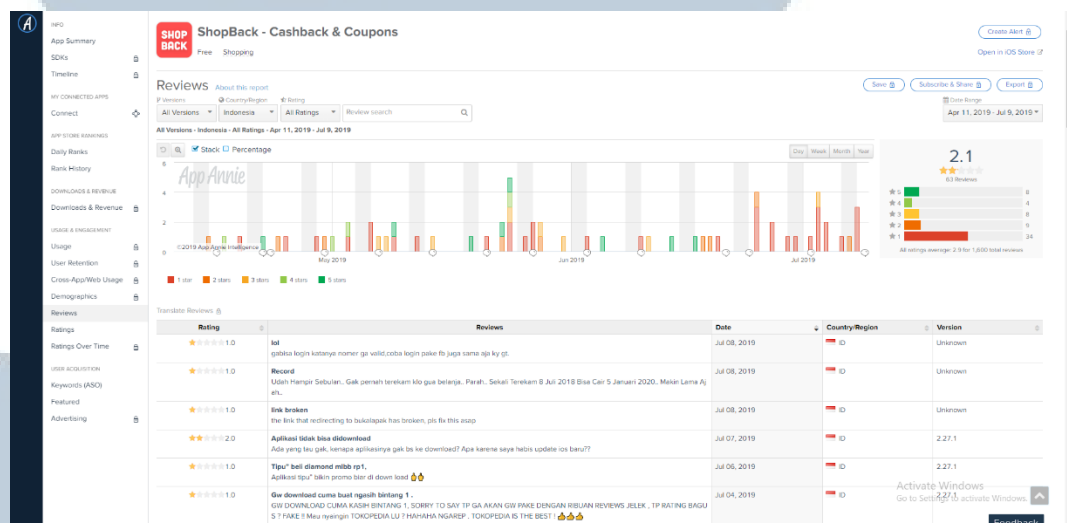 INFO
App Summary
SDKs
Timeline
MY CONNECTED APPS
Connect
APP STORE RANKINGS
Daily Ranks
Rank History
DOWNLOADS & REVENUE
Downloads & Revenue
USAGE & ENGAGEMENT
Usage
User Retention
Cross-App/Web Usage
Demographics
Reviews
Ratings
Ratings Over Time
USER ACQUISITION
Keywords (ASO)
Featured
Advertising
SHOP BACK
ShopBack - Cashback & Coupons
Free Shopping
Create Alert
Open in iOS Store
Reviews About this report
Save Subscribe & Share Export
Versions Country/Region Rating
All Versions Indonesia All Ratings Review search
Date Range
Apr 11, 2019 - Jul 9, 2019
All Versions - Indonesia - All Ratings - Apr 11, 2019 - Jul 9, 2019
Stack Percentage
Day Week Month Year
App Annie
6
4
2
0
©2019 App Annie Intelligence
May 2019 Jun 2019 Jul 2019
1 star 2 stars 3 stars 4 stars 5 stars
2.1
63 Reviews
5 8
4 4
3 8
2 9
1 34
All ratings average: 2.9 for 1,600 total reviews
Translate Reviews
Rating Reviews Date Country/Region Version
1.0 lol Jul 08, 2019 ID Unknown
gabisa login katanya nomer ga valid,coba login pake fb juga sama aja ky gt.
1.0 Record Jul 08, 2019 ID Unknown
Udah Hampir Sebulan.. Gak pernah terekam klo gua belanja.. Parah.. Sekali Terekam 8 Juli 2018 Bisa Cair 5 Januari 2020.. Makin Lama Aj
eh..
1.0 link broken Jul 08, 2019 ID Unknown
the link that redirecting to bukalapak has broken, pls fix this asap
2.0 Aplikasi tidak bisa didownload Jul 07, 2019 ID 2.27.1
Ada yang tau gak, kenapa aplikasinya gak bs ke download? Apa karena saya habis update ios baru??
1.0 Tipu" beli diamond mlbb rp1, Jul 06, 2019 ID 2.27.1
Aplikasi tipu" bikin promo biar di down load
1.0 Gw download cuma buat ngasih bintang 1 . Jul 04, 2019 ID 2.27.1
GW DOWNLOAD CUMA KASIH BINTANG 1, SORRY TO SAY TP GA AKAN GW PAKE DENGAN RIBUAN REVIEWS JELEK , TP RATING BAGU
S ? FAKE !! Mau nyaingin TOKOPEDIA LU ? HAHAHA NGAREP . TOKOPEDIA IS THE BEST !
Activate Windows
Go to Settings to activate Windows.
Feedback